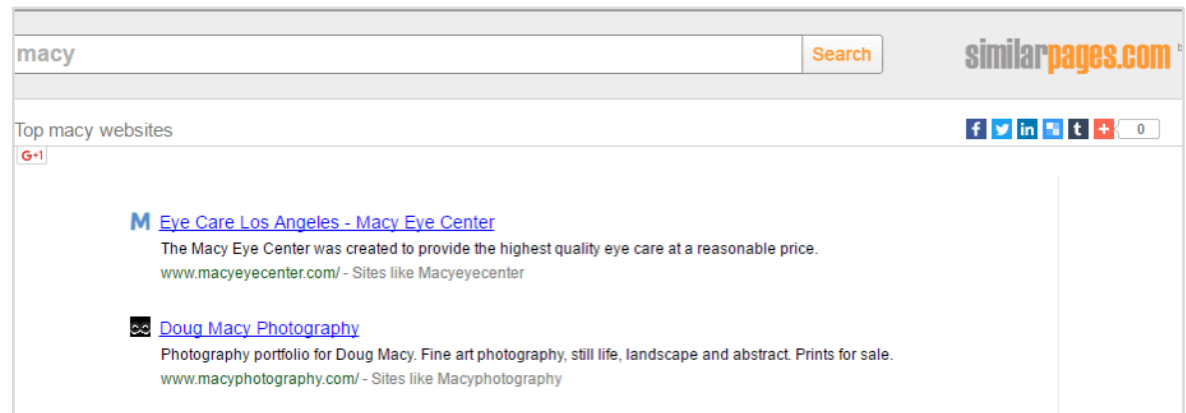 macy
Search
similarpages.com
Top macy websites
f in t + 0
G+1
M Eye Care Los Angeles - Macy Eye Center
The Macy Eye Center was created to provide the highest quality eye care at a reasonable price.
www.macyeyecenter.com/ - Sites like Macyeyecenter
Doug Macy Photography
Photography portfolio for Doug Macy. Fine art photography, still life, landscape and abstract. Prints for sale.
www.macyphotography.com/ - Sites like Macyphotography